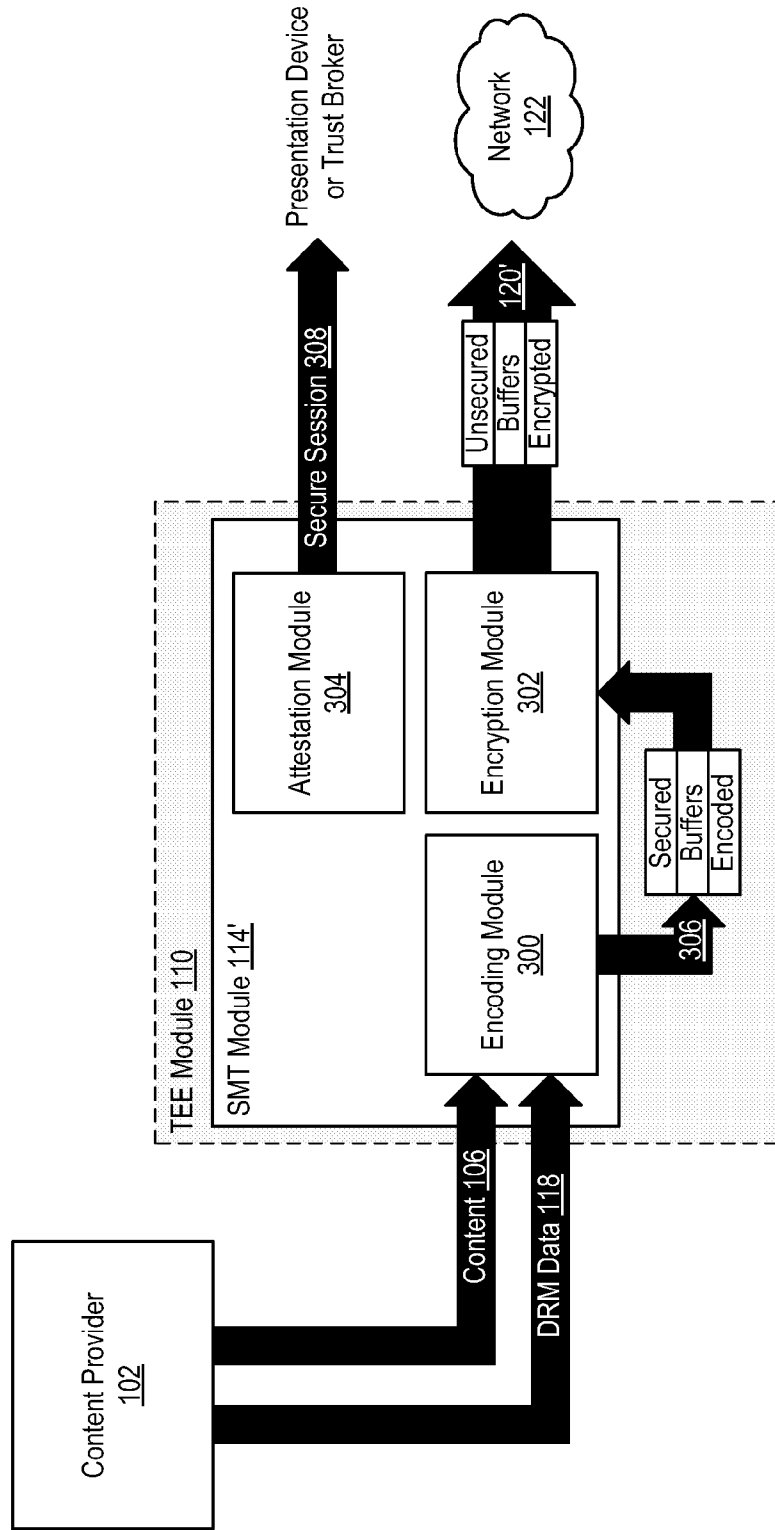 Content Provider
102
TEE Module 110
SMT Module 114'
Content 106
DRM Data 118
Encoding Module
300
306
Secured
Buffers
Encoded
Attestation Module
304
Encryption Module
302
Secure Session 308
Presentation Device
or Trust Broker
Unsecured
Buffers
Encrypted
120'
Network
122